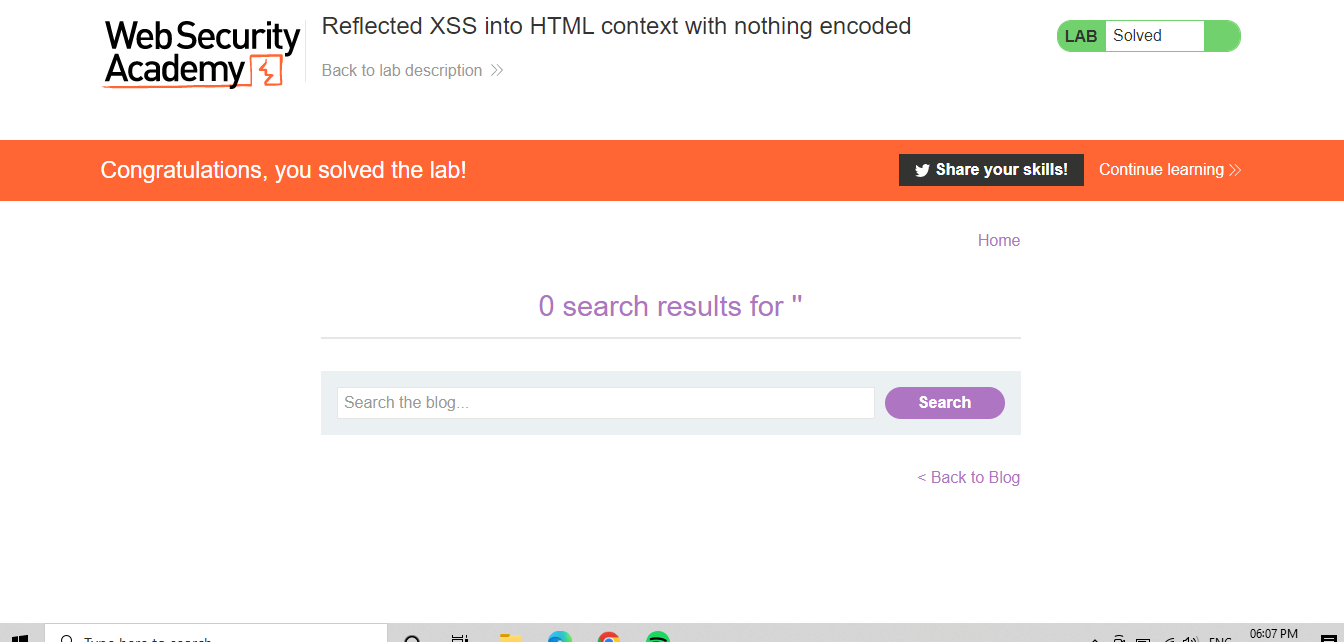 Web Security
Academy
Reflected XSS into HTML context with nothing encoded
Back to lab description
LAB Solved
Congratulations, you solved the lab!
Share your skills!
Continue learning
Home
0 search results for ''
Search the blog...
Search
< Back to Blog
Type here to search
ENG
06:07 PM